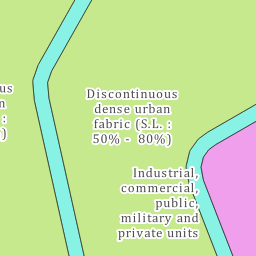 Discontinuous
dense urban
fabric (S.L. :
50% - 80%)
Industrial,
commercial,
public,
military and
private units